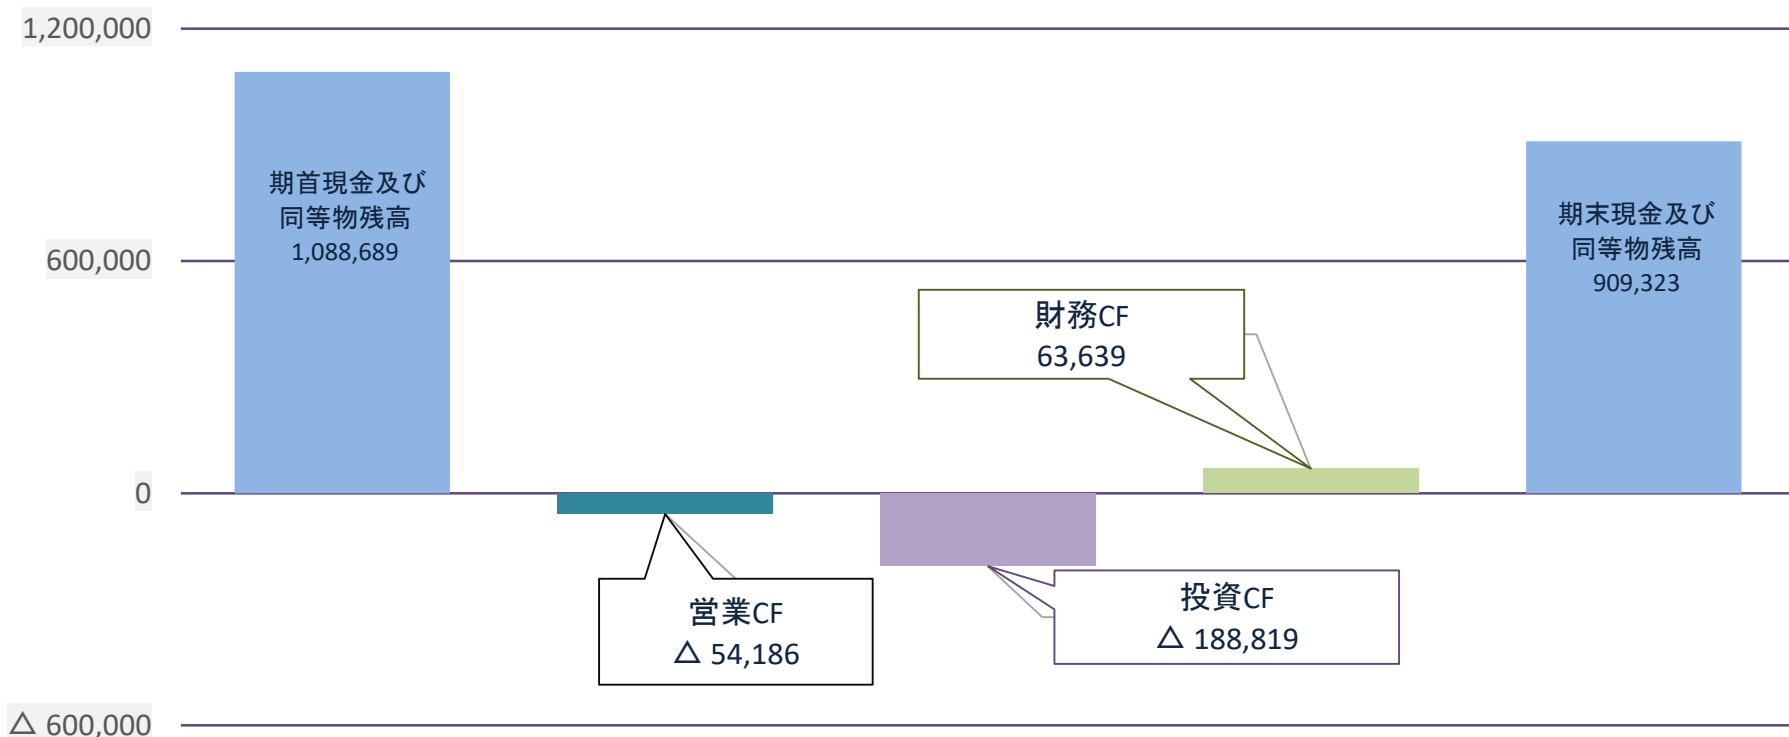 1,200,000
600,000
0
△ 600,000
期首現金及び
同等物残高
1,088,689
営業CF
△ 54,186
投資CF
△ 188,819
財務CF
63,639
期末現金及び
同等物残高
909,323